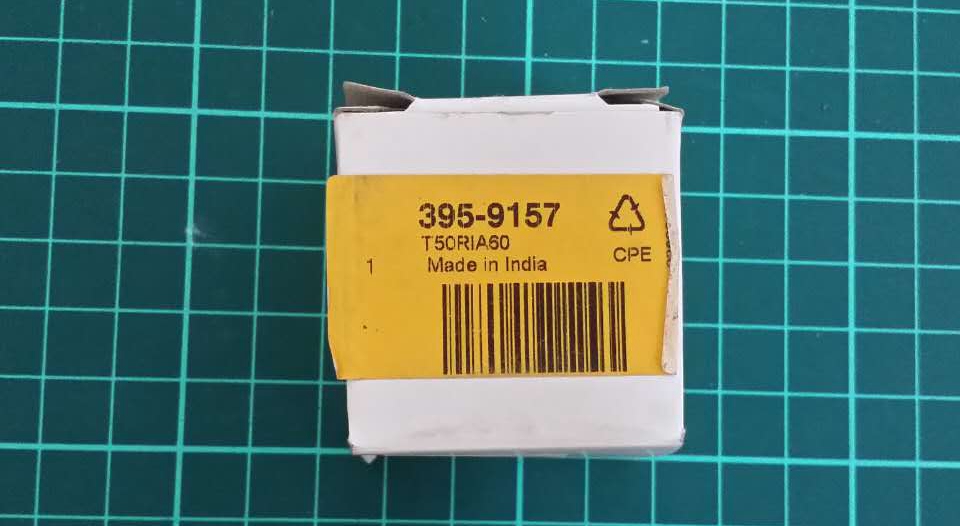 395-9157
T50RIA60
1 Made in India
CPE